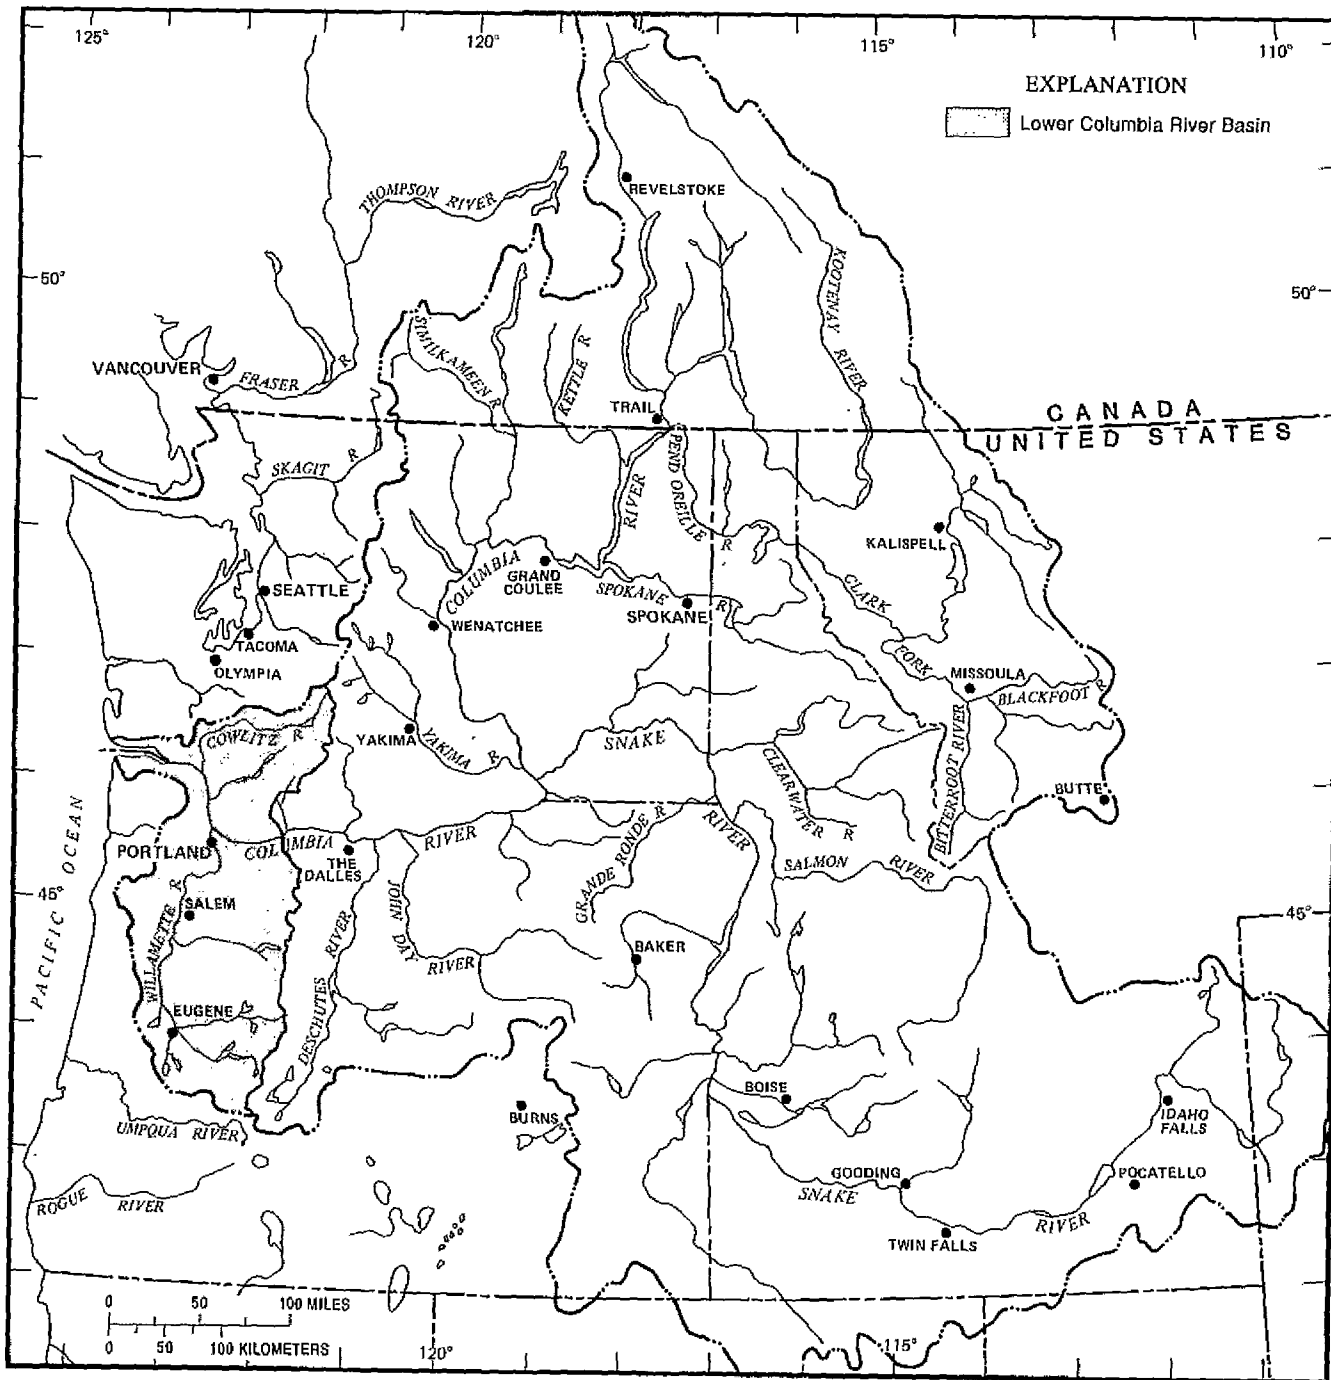 125°
120°
115°
110°
EXPLANATION
Lower Columbia River Basin
REVELSTOKE
THOMPSON RIVER
50°
50°
KOOTENAY RIVER
SIMILKAMEEN R
KETTLE R
VANCOUVER
FRASER R
TRAIL
CANADA
UNITED STATES
SKAGIT R
PEND OREILLE R
RIVER
KALISPELL
COLUMBIA
GRAND
COULEE
SPOKANE R
CLARK
SEATTLE
SPOKANE
WENATCHEE
TACOMA
OLYMPIA
FORK
MISSOULA
BLACKFOOT R
COWLITZ R
YAKIMA
YAKIMA R
SNAKE
CLEARWATER R
BITTERROOT RIVER
BUTTE
PACIFIC OCEAN
PORTLAND
COLUMBIA
RIVER
THE
DALLES
GRANDE RONDE R
RIVER
SALMON RIVER
45°
45°
WILLAMETTE R
SALEM
JOHN DAY
RIVER
BAKER
DESCHUTES RIVER
EUGENE
BOISE
BURNS
IDAHO
FALLS
UMPQUA RIVER
GOODING
POCATELLO
SNAKE
ROGUE RIVER
RIVER
TWIN FALLS
0 50 100 MILES
0 50 100 KILOMETERS
120°
115°